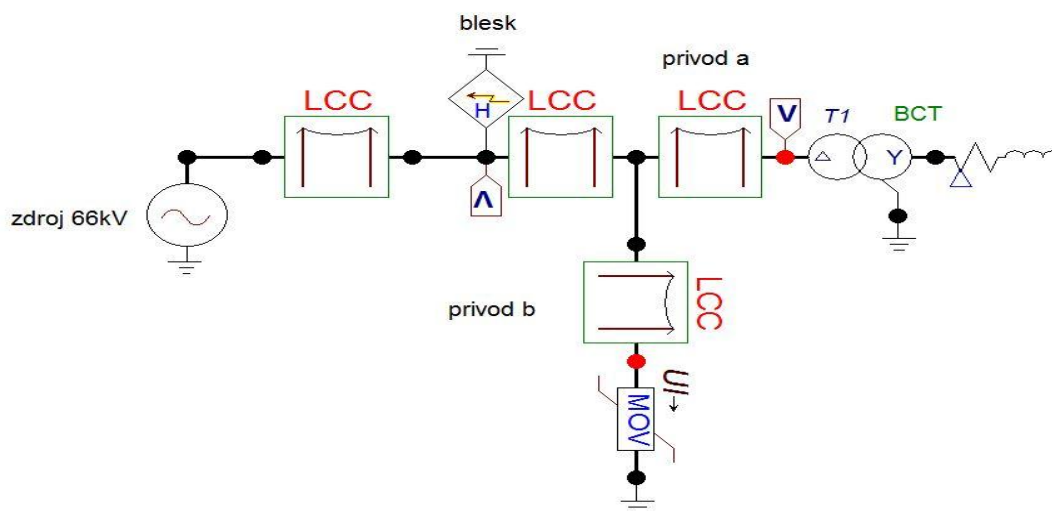 blesk
privod a
LCC
LCC
LCC
V
T1
BCT
H
Y
V
zdroj 66kV
privod b
LCC
UI
MOV